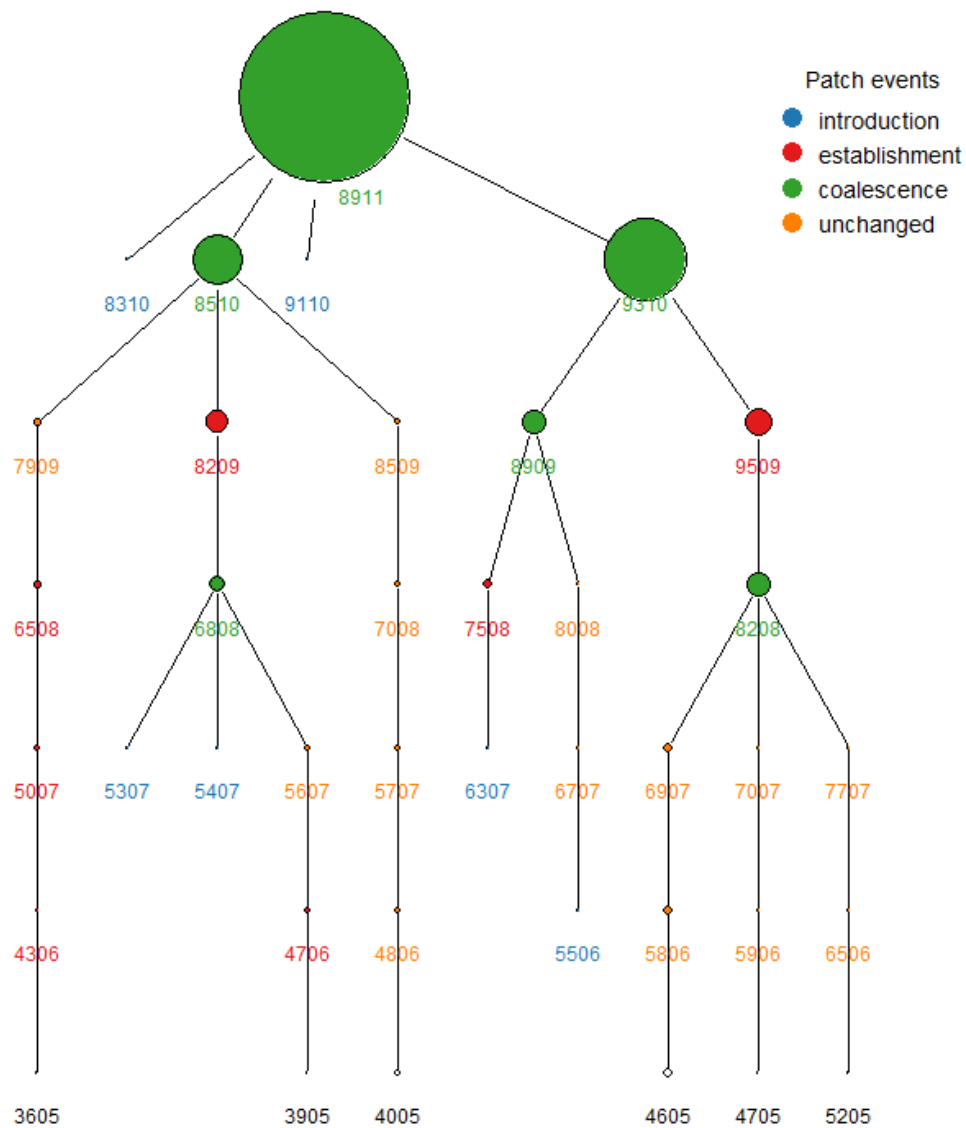 Patch events
introduction
establishment
coalescence
unchanged
8911
8310 8510 9110 9310
7909 8209 8509 8909 9509
6508 6808 7008 7508 8008 8208
5007 5307 5407 5607 5707 6307 6707 6907 7007 7707
4306 4706 4806 5506 5806 5906 6506
3605 3905 4005 4605 4705 5205